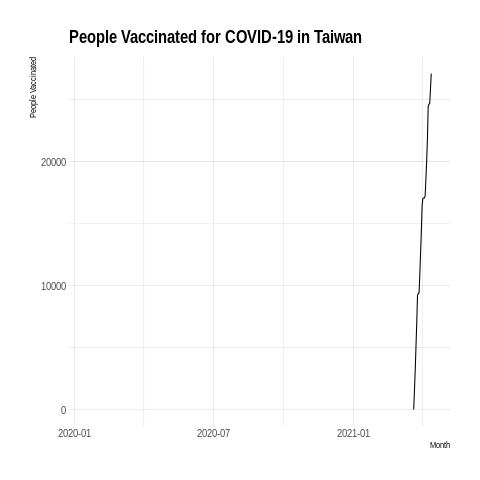 People Vaccinated for COVID-19 in Taiwan
People Vaccinated
20000
10000
0
2020-01 2020-07 2021-01
Month